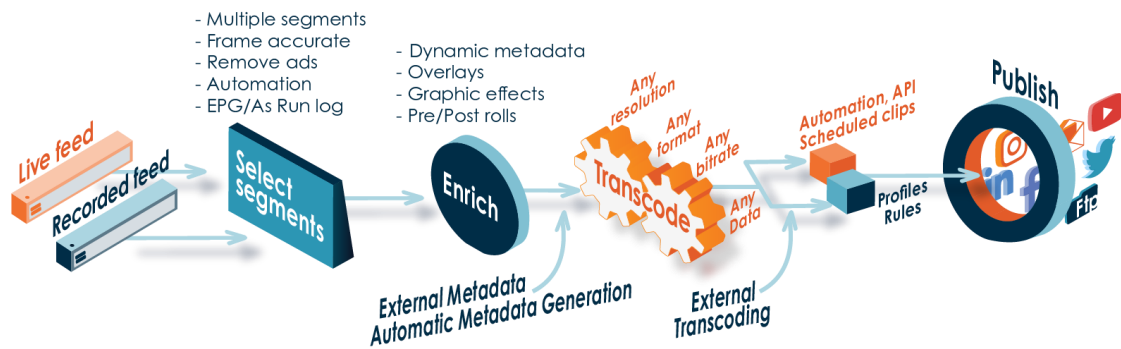 - Multiple segments
- Frame accurate
- Remove ads
- Automation
- EPG/As Run log
- Dynamic metadata
- Overlays
- Graphic effects
- Pre/Post rolls
Live feed
Recorded feed
Select
segments
Enrich
External Metadata
Automatic Metadata Generation
Any
resolution
Any
format
Any
bitrate
Transcode
Any
Data
External
Transcoding
Automation, API
Scheduled clips
Profiles
Rules
Publish
in
f
Ftp